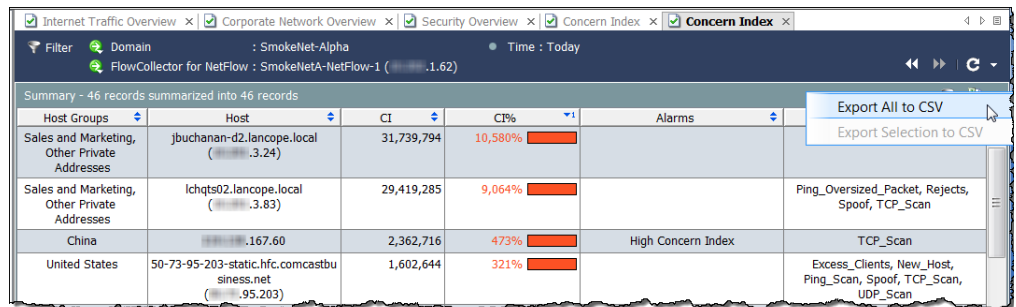 Internet Traffic Overview Corporate Network Overview Security Overview Concern Index Concern Index
Filter Domain : SmokeNet-Alpha Time : Today
FlowCollector for NetFlow : SmokeNetA-NetFlow-1 ( .1.62)
Summary - 46 records summarized into 46 records
Export All to CSV
Export Selection to CSV
Host Groups Host CI CI% 1 Alarms
Sales and Marketing, jbuchanan-d2.lancope.local 31,739,794 10,580%
Other Private ( .3.24)
Addresses
Sales and Marketing, lchqts02.lancope.local 29,419,285 9,064% Ping_Oversized_Packet, Rejects,
Other Private ( .3.83) Spoof, TCP_Scan
Addresses
China .167.60 2,362,716 473% High Concern Index TCP_Scan
United States 50-73-95-203-static.hfc.comcastbu 1,602,644 321% Excess_Clients, New_Host,
siness.net Ping_Scan, Spoof, TCP_Scan,
( .95.203) UDP_Scan